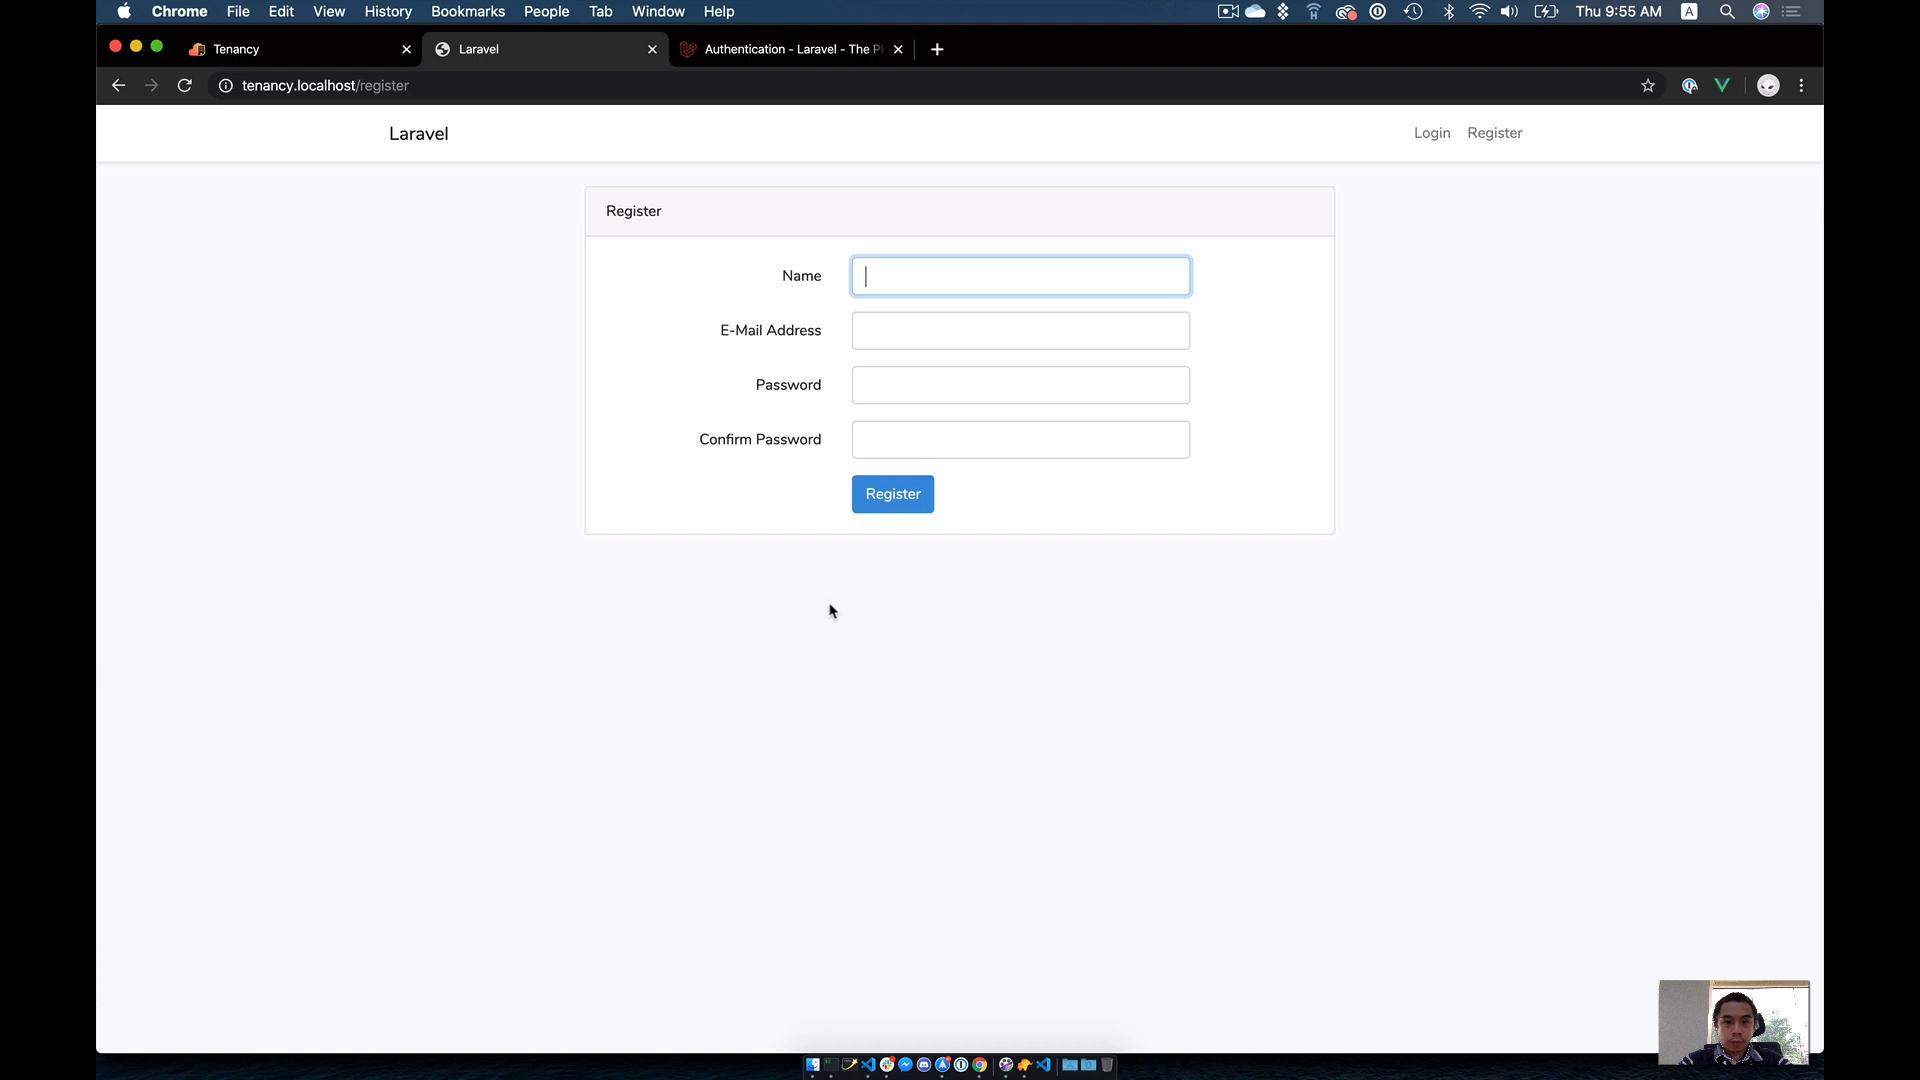 Chrome File Edit View History Bookmarks People Tab Window Help Thu 9:55 AM A
Tenancy
Laravel
Authentication - Laravel - The P
tenancy.localhost/register
Laravel
Login Register
Register
Name
E-Mail Address
Password
Confirm Password
Register